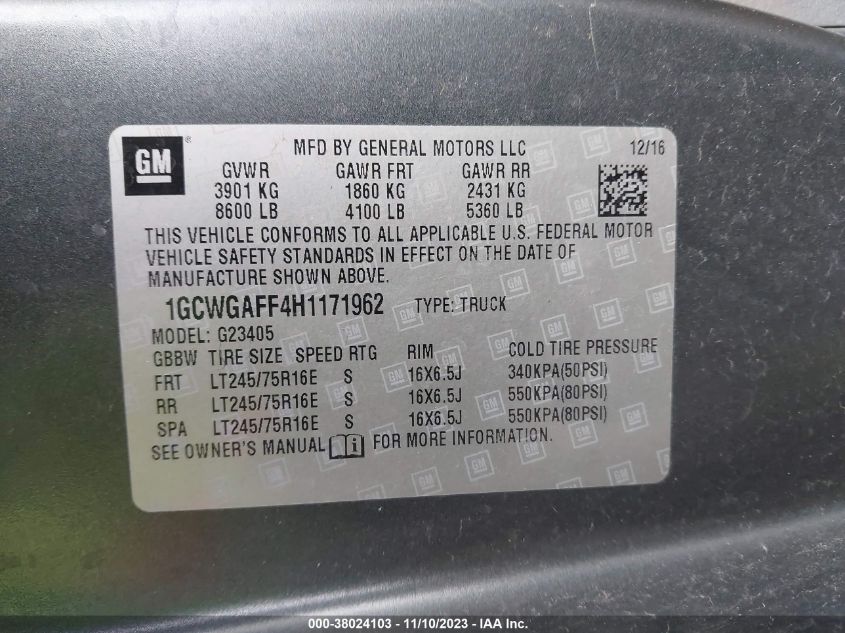 GM ® MFD BY GENERAL MOTORS LLC 12/16
GVWR GAWR FRT GAWR RR
3901 KG 1860 KG 2431 KG
8600 LB 4100 LB 5360 LB
THIS VEHICLE CONFORMS TO ALL APPLICABLE U.S. FEDERAL MOTOR
VEHICLE SAFETY STANDARDS IN EFFECT ON THE DATE OF
MANUFACTURE SHOWN ABOVE.
1GCWGAFF4H1171962 TYPE: TRUCK
MODEL: G23405
GBBW TIRE SIZE SPEED RTG RIM COLD TIRE PRESSURE
FRT LT245/75R16E S 16X6.5J 340KPA(50PSI)
RR LT245/75R16E S 16X6.5J 550KPA(80PSI)
SPA LT245/75R16E S 16X6.5J 550KPA(80PSI)
SEE OWNER'S MANUAL i FOR MORE INFORMATION.
000-38024103 - 11/10/2023 - IAA Inc.